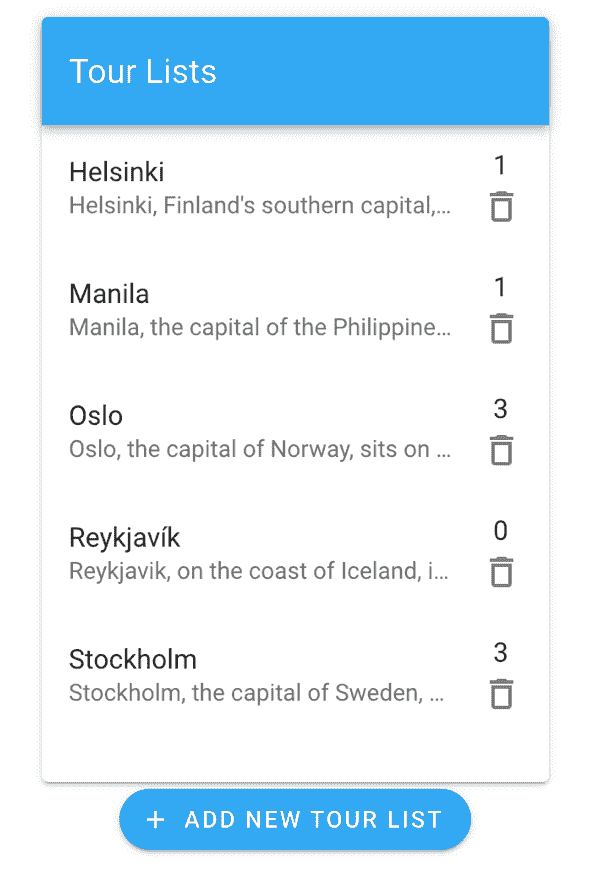 Tour Lists
Helsinki
1
Helsinki, Finland's southern capital,...
Manila
1
Manila, the capital of the Philippine...
Oslo
3
Oslo, the capital of Norway, sits on ...
Reykjavík
0
Reykjavik, on the coast of Iceland, i...
Stockholm
3
Stockholm, the capital of Sweden, ...
+ ADD NEW TOUR LIST